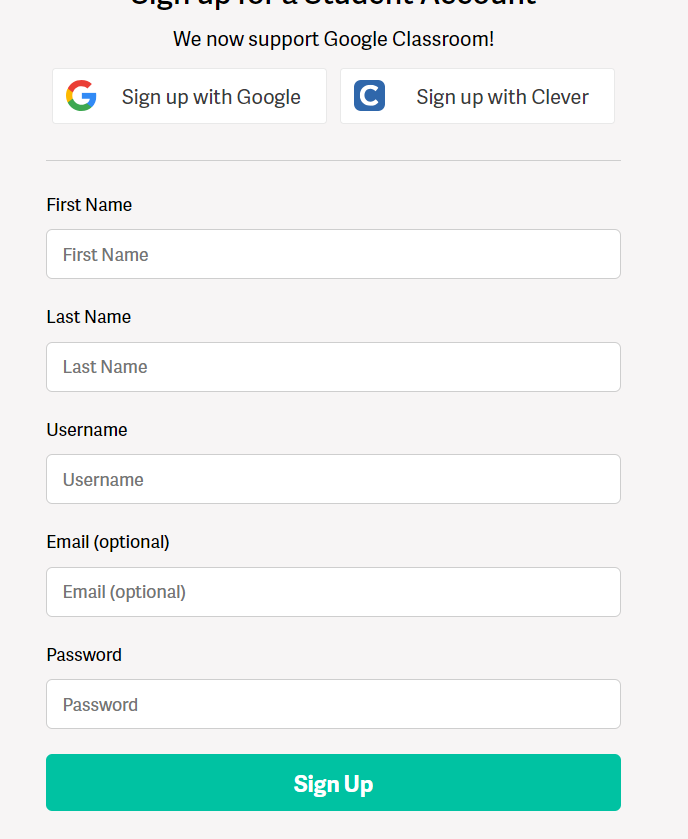 Sign up for a Student Account
We now support Google Classroom!
Sign up with Google
Sign up with Clever
First Name
First Name
Last Name
Last Name
Username
Username
Email (optional)
Email (optional)
Password
Password
Sign Up